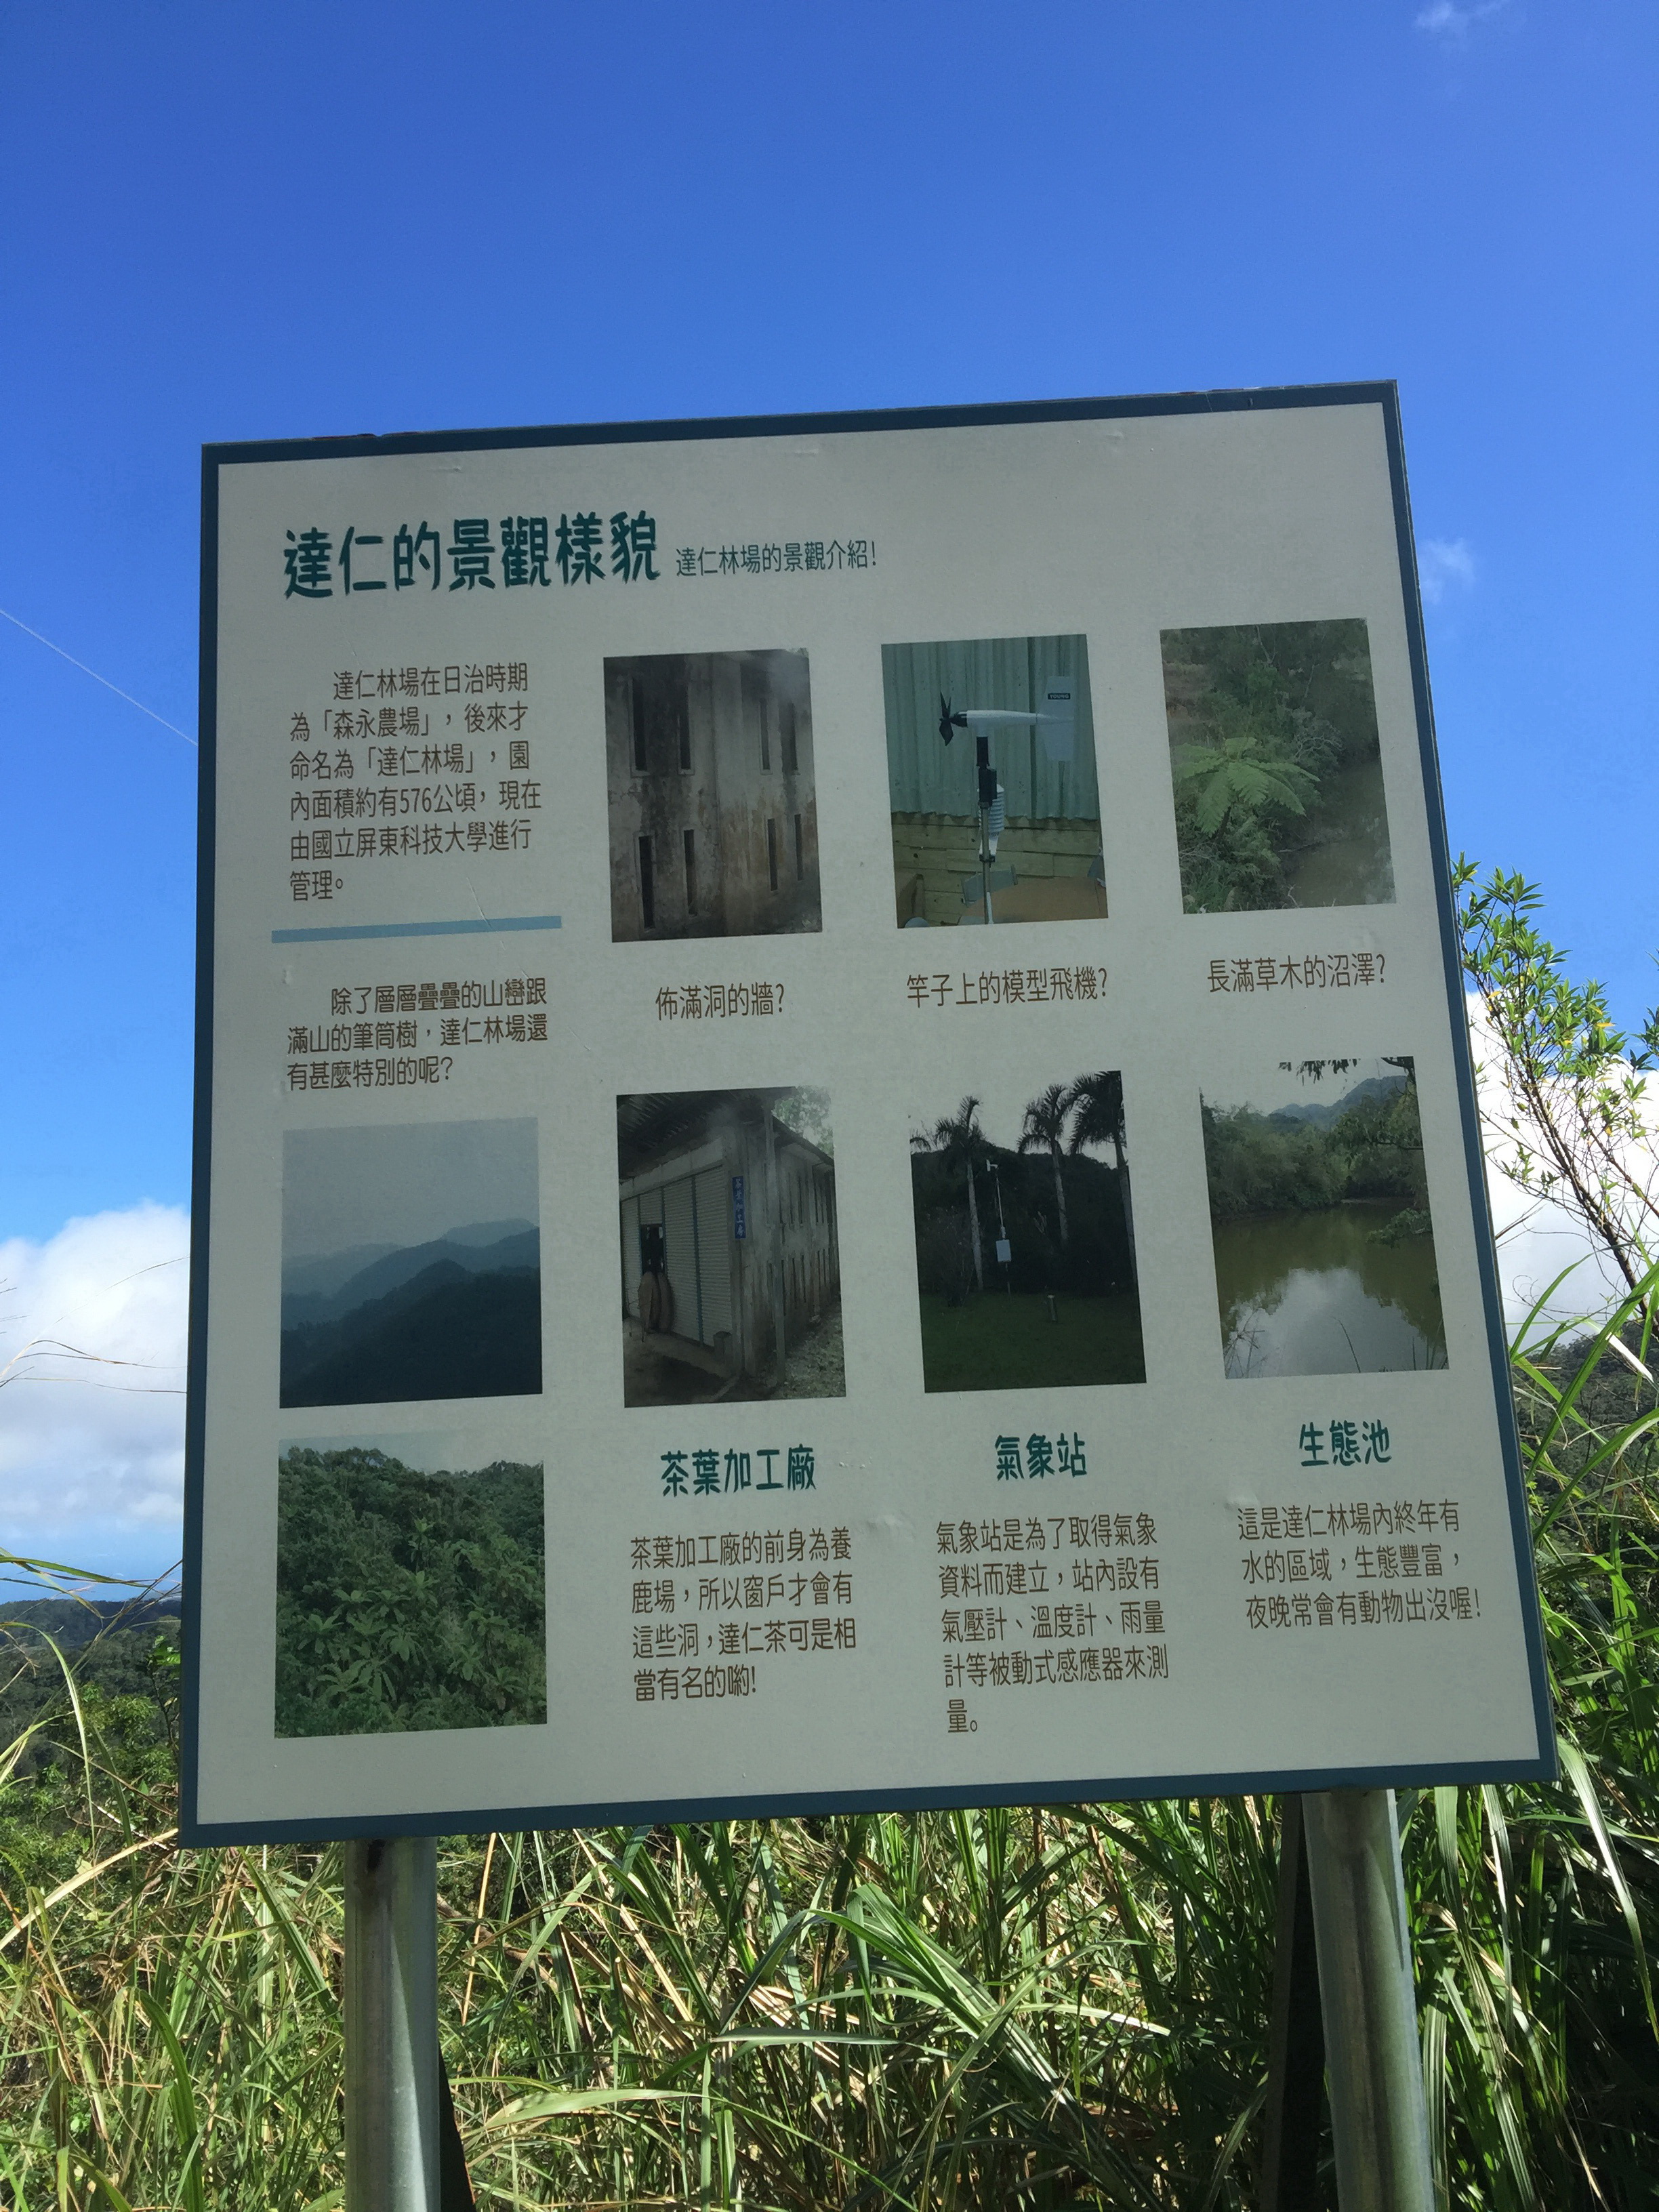 達仁的景觀樣貌 達仁林場的景觀介紹!
達仁林場在日治時期
為「森永農場」，後來才
命名為「達仁林場」，園
內面積約有576公頃，現在
由國立屏東科技大學進行
管理。
除了層層疊疊的山巒跟
滿山的筆筒樹，達仁林場還
有甚麼特別的呢?
YOUNG
佈滿洞的牆?
竿子上的模型飛機?
長滿草木的沼澤?
茶葉加工廠
茶葉加工廠的前身為養
鹿場，所以窗戶才會有
這些洞，達仁茶可是相
當有名的喲!
氣象站
氣象站是為了取得氣象
資料而建立，站內設有
氣壓計、溫度計、雨量
計等被動式感應器來測
量。
生態池
這是達仁林場內終年有
水的區域，生態豐富，
夜晚常會有動物出沒喔!